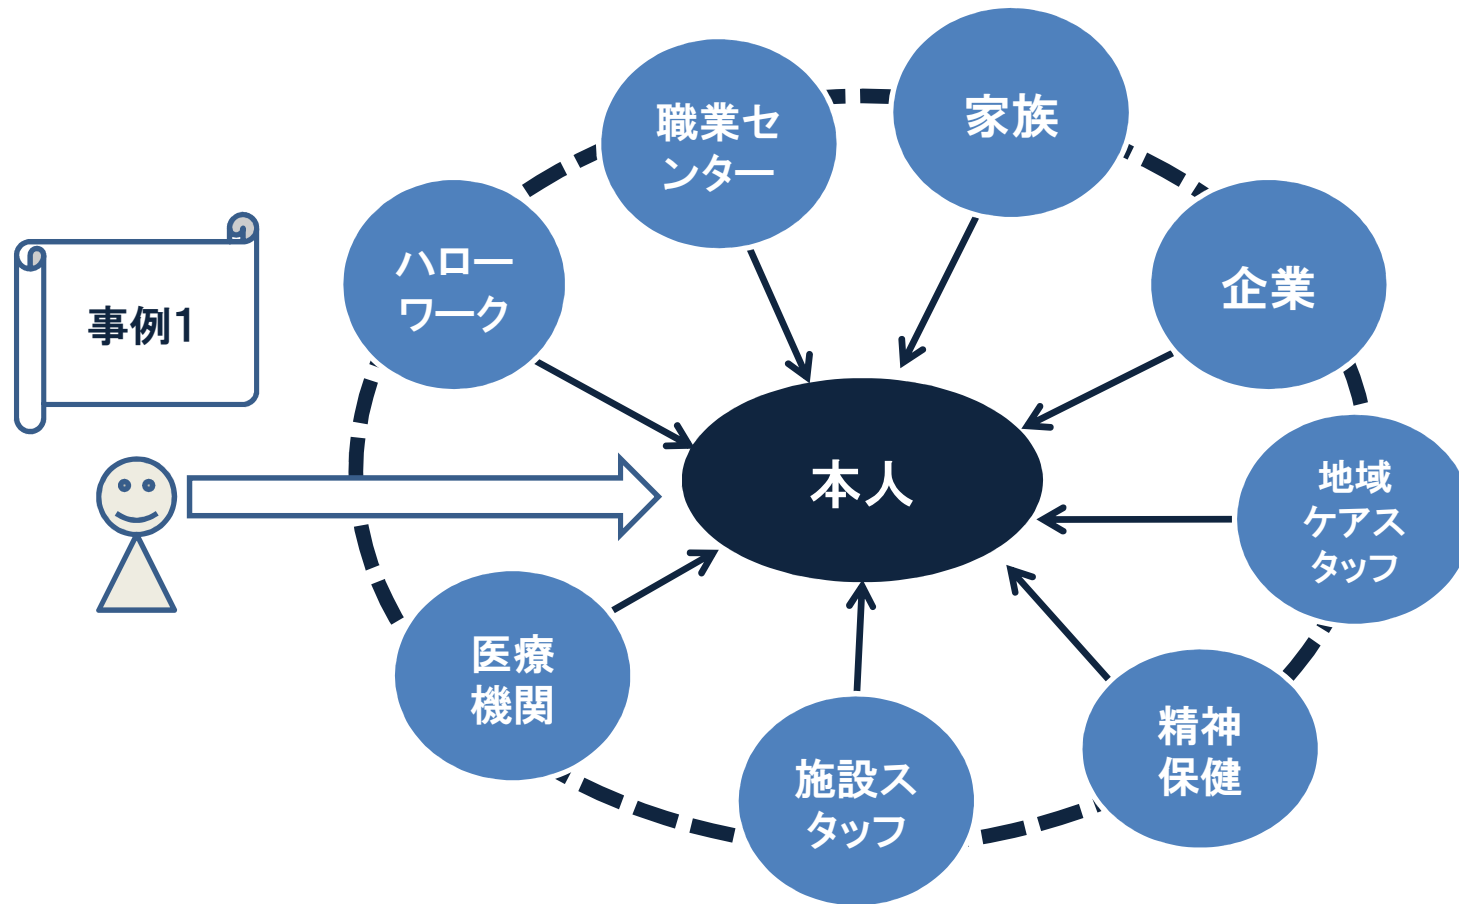 職業セ
ンター
家族
ハロー
ワーク
企業
事例1
本人
地域
ケアス
タッフ
医療
機関
精神
保健
施設ス
タッフ